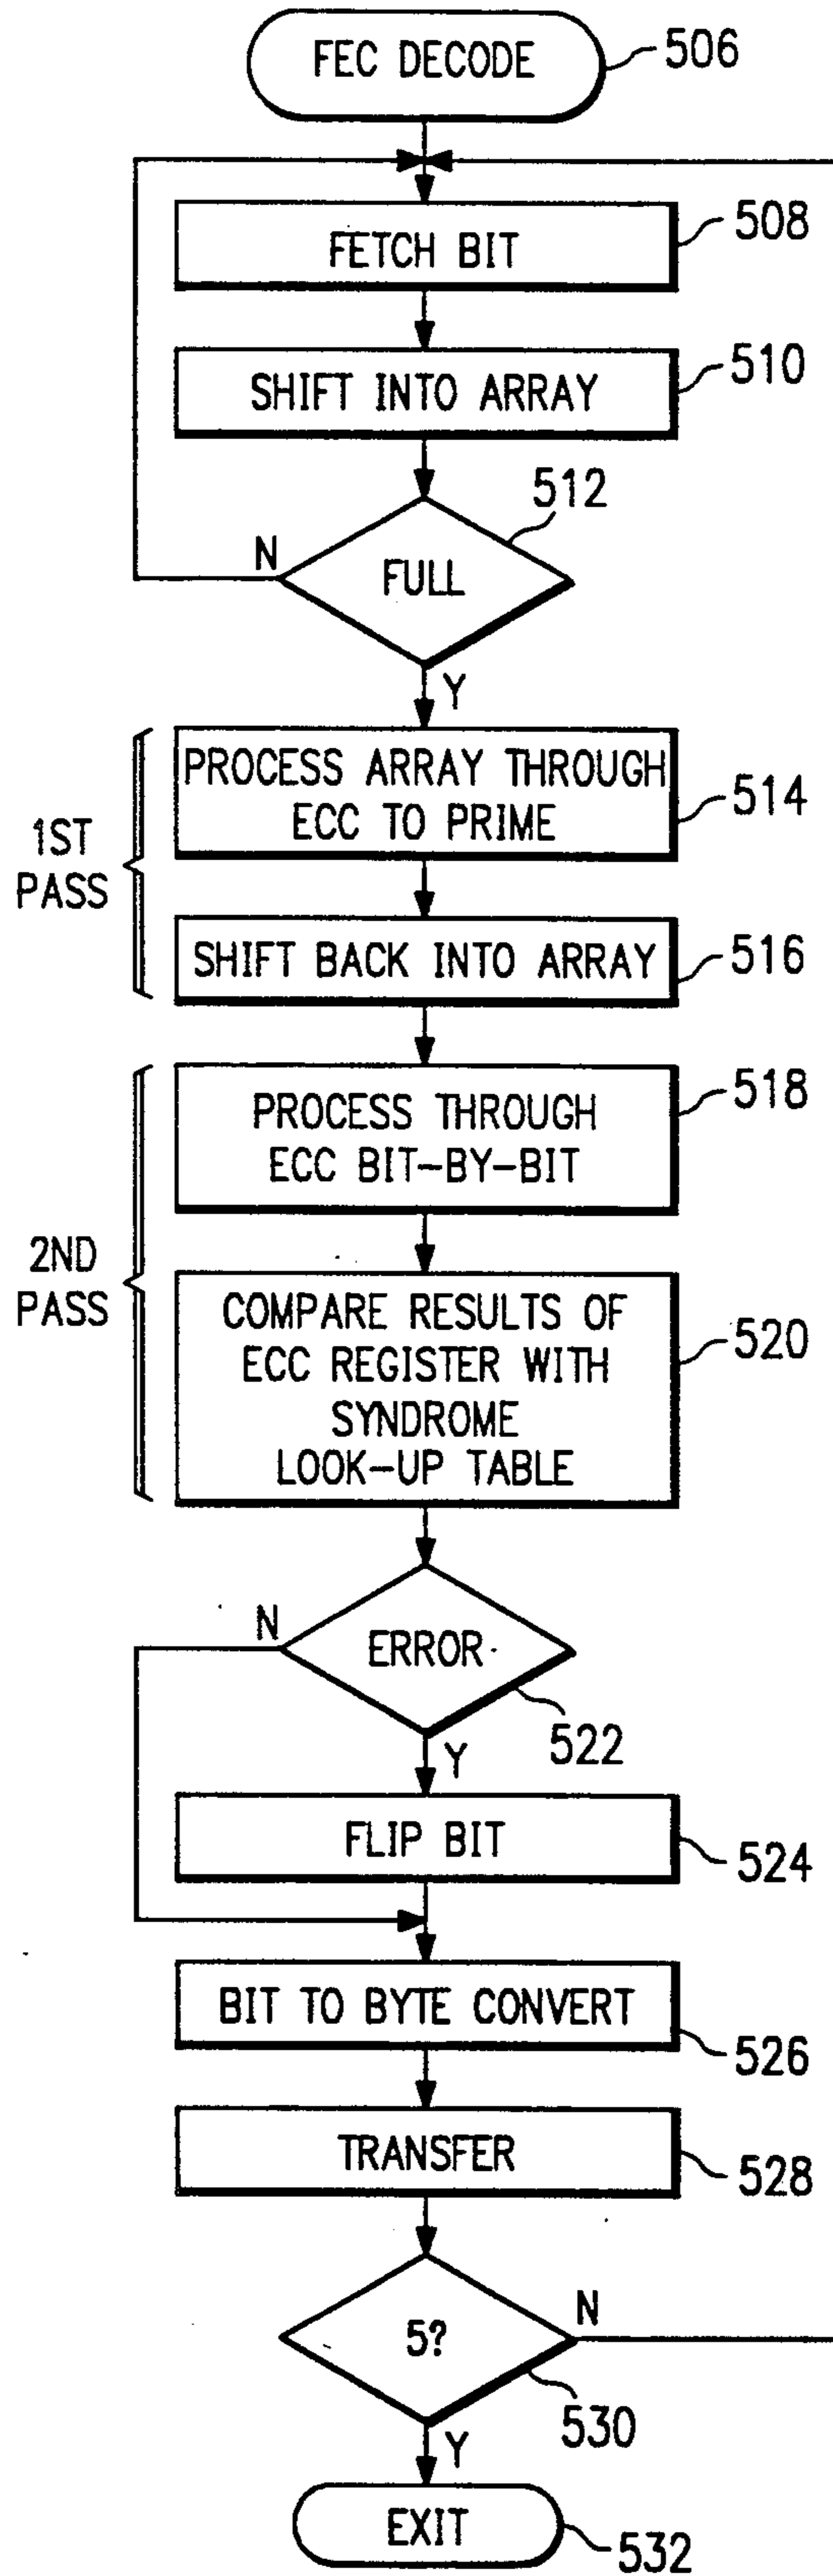 FEC DECODE
506
FETCH BIT
508
SHIFT INTO ARRAY
510
512
N
FULL
Y
1ST
PASS
PROCESS ARRAY THROUGH
ECC TO PRIME
514
SHIFT BACK INTO ARRAY
516
2ND
PASS
PROCESS THROUGH
ECC BIT-BY-BIT
518
COMPARE RESULTS OF
ECC REGISTER WITH
SYNDROME
LOOK-UP TABLE
520
N
ERROR
522
Y
FLIP BIT
524
BIT TO BYTE CONVERT
526
TRANSFER
528
5?
N
530
Y
EXIT
532